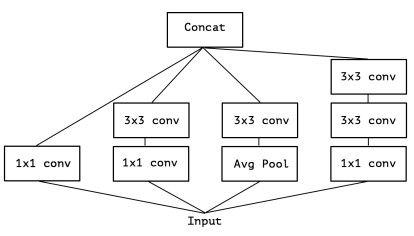 Concat
3x3 conv
3x3 conv 3x3 conv 3x3 conv
1x1 conv 1x1 conv Avg Pool 1x1 conv
Input